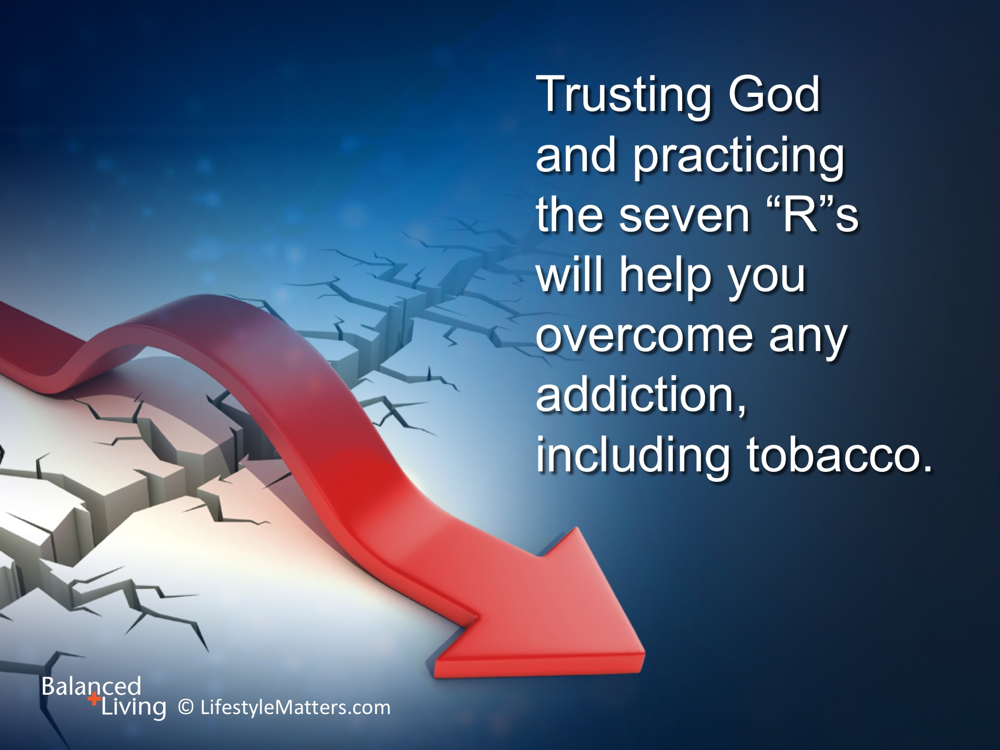 Trusting God
and practicing
the seven “R”s
will help you
overcome any
addiction,
including tobacco.
Balanced
Living © LifestyleMatters.com